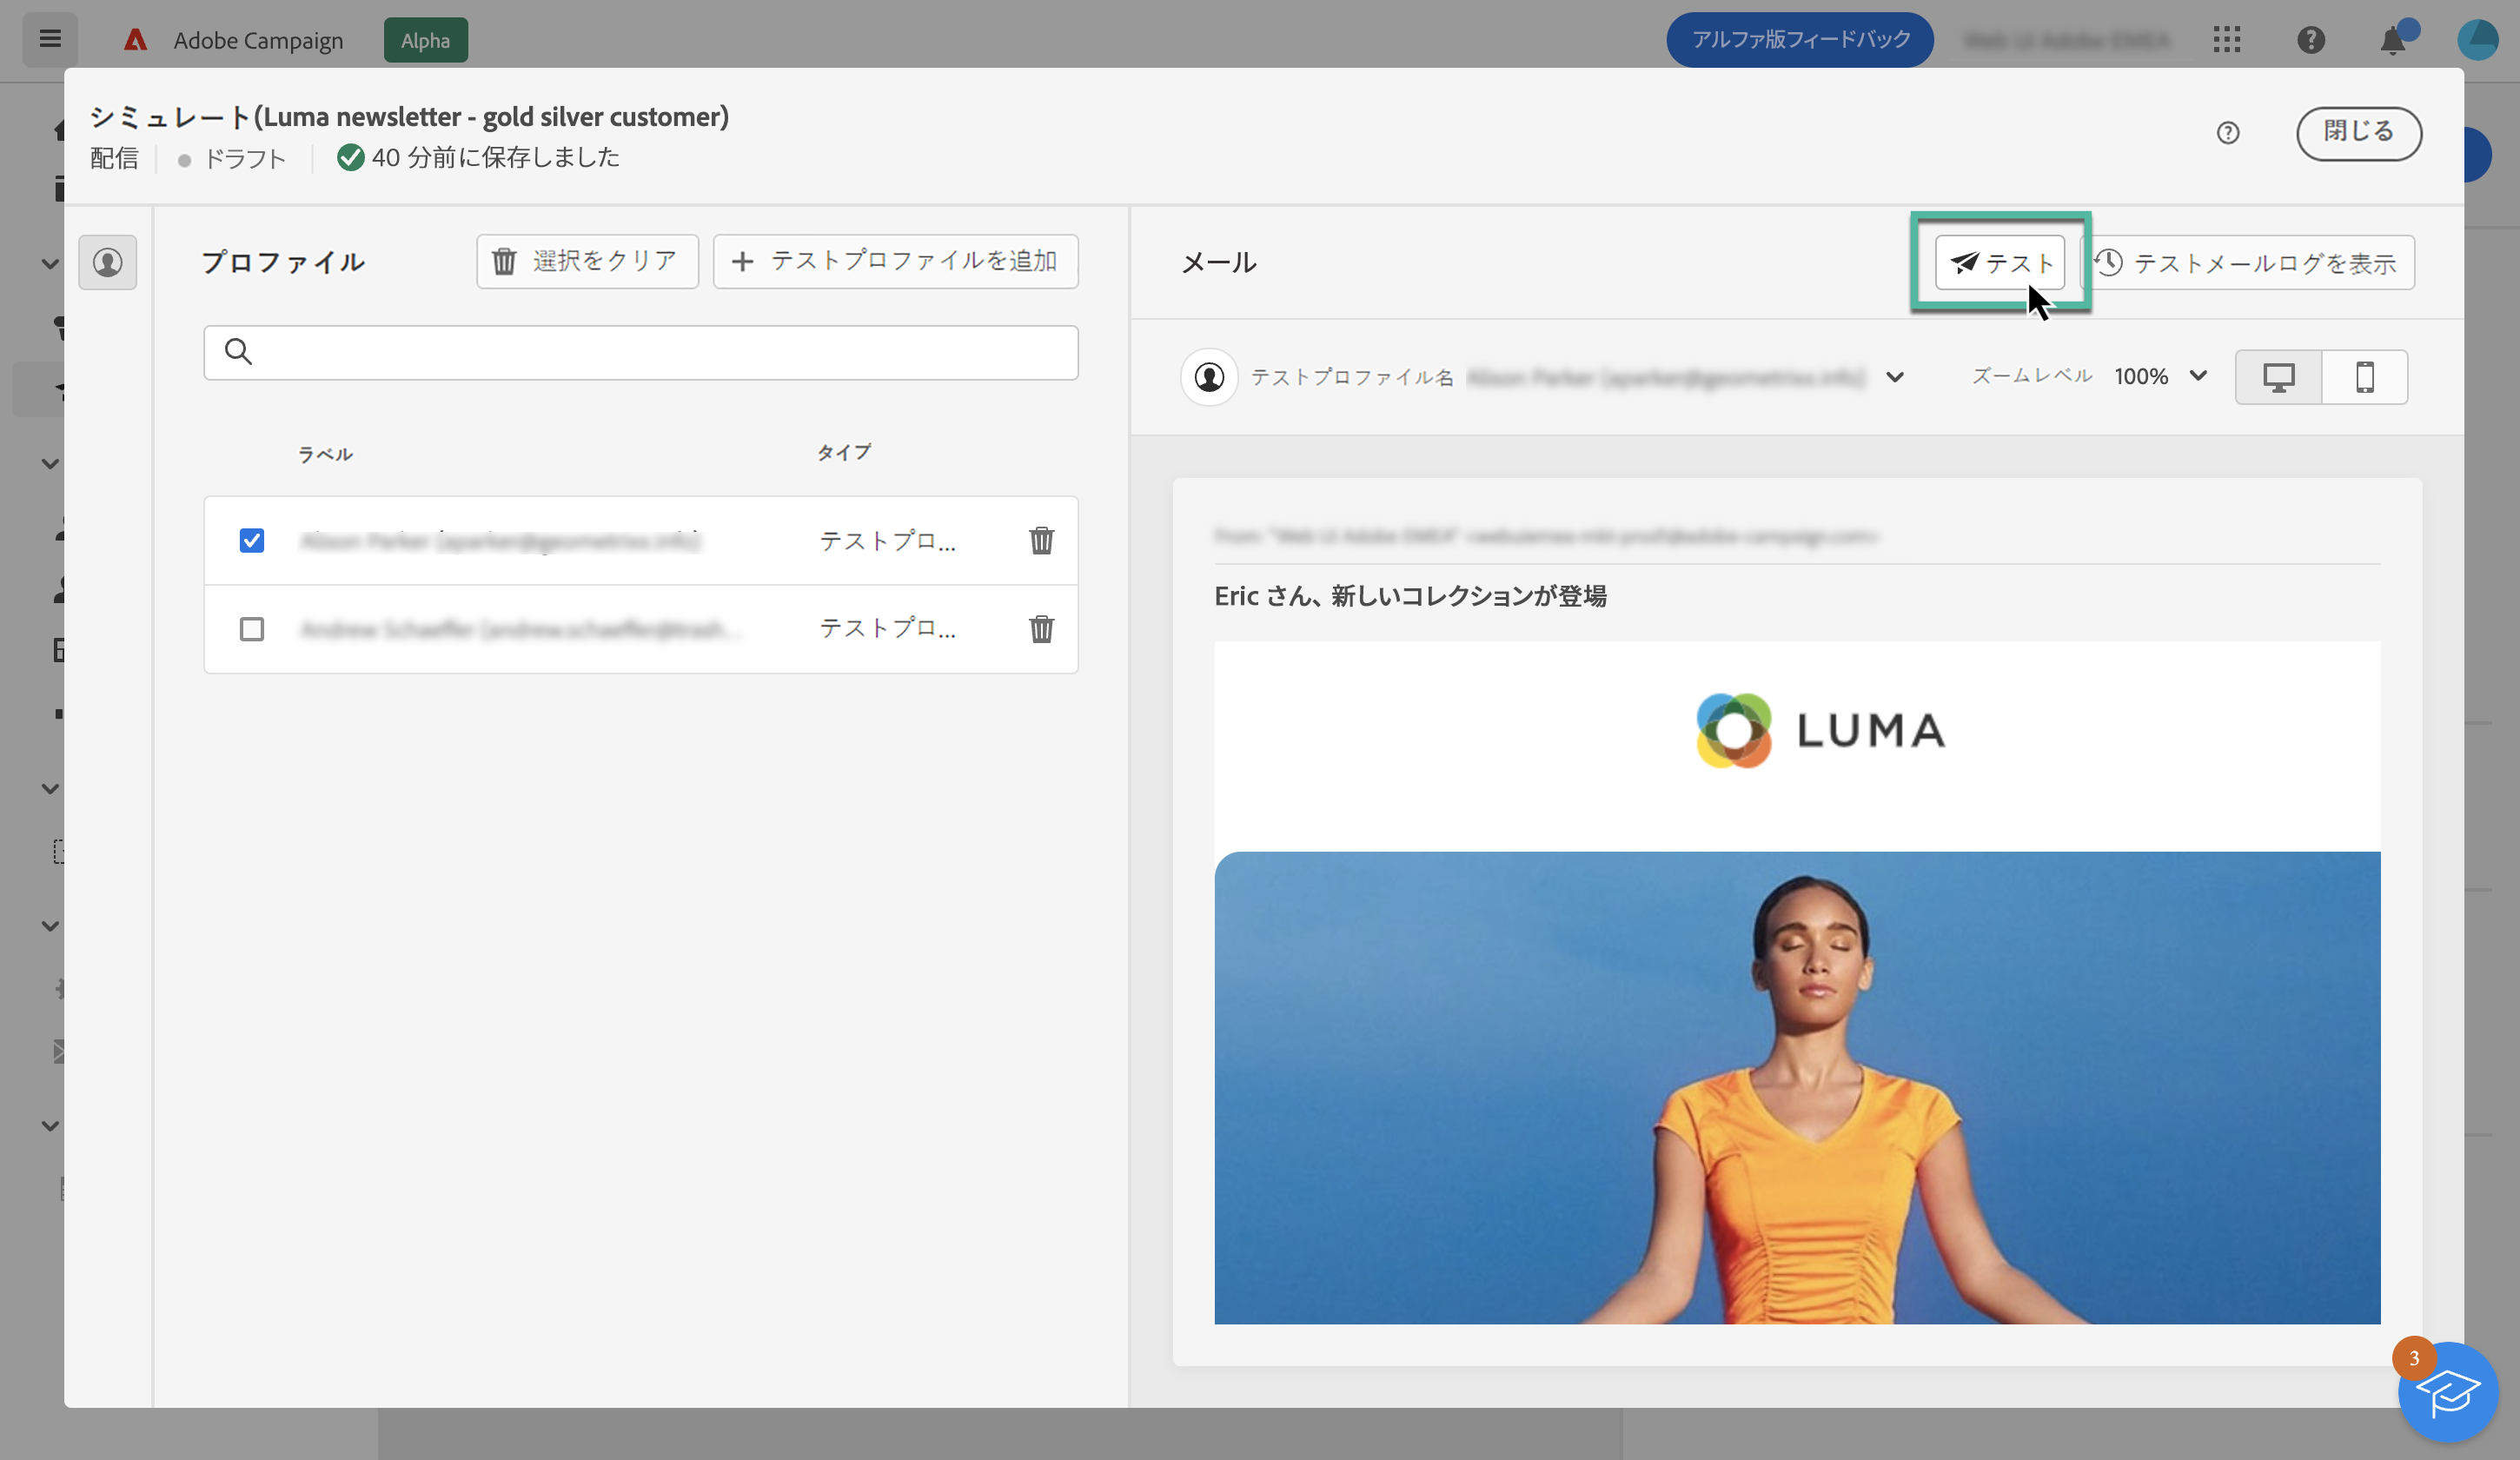 Adobe Campaign
Alpha
アルファ版フィードバック
シミュレート(Luma newsletter - gold silver customer)
閉じる
配信
ドラフト
40 分前に保存しました
プロファイル
選択をクリア
テストプロファイルを追加
メール
テスト
テストメールログを表示
テストプロファイル名
ズームレベル
100%
ラベル
タイプ
テストプロ...
テストプロ...
Eric さん、新しいコレクションが登場
LUMA
3